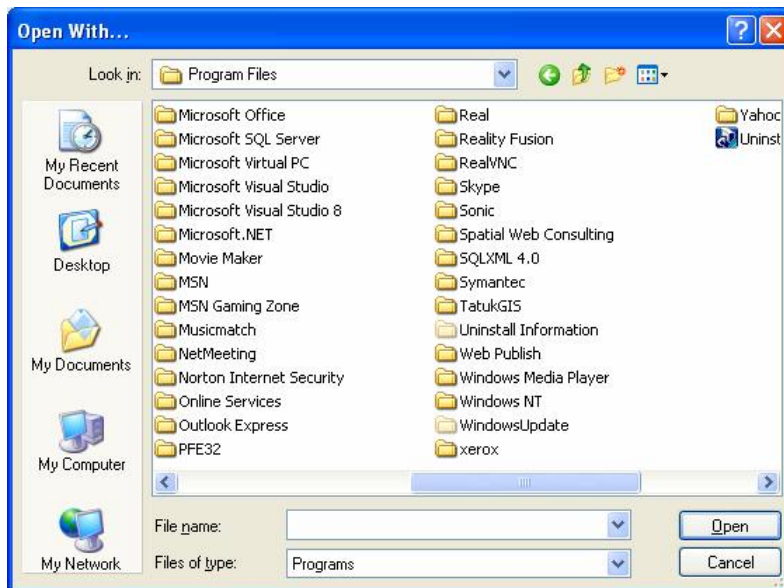 Open With...
Look in:
Program Files
My Recent
Documents
Desktop
My Documents
My Computer
My Network
Microsoft Office
Microsoft SQL Server
Microsoft Virtual PC
Microsoft Visual Studio
Microsoft Visual Studio 8
Microsoft.NET
Movie Maker
MSN
MSN Gaming Zone
Musicmatch
NetMeeting
Norton Internet Security
Online Services
Outlook Express
PFE32
Real
Reality Fusion
RealVNC
Skype
Sonic
Spatial Web Consulting
SQLXML 4.0
Symantec
TatukGIS
Uninstall Information
Web Publish
Windows Media Player
Windows NT
WindowsUpdate
xerox
Yahoo
Uninst
File name:
Open
Files of type:
Programs
Cancel